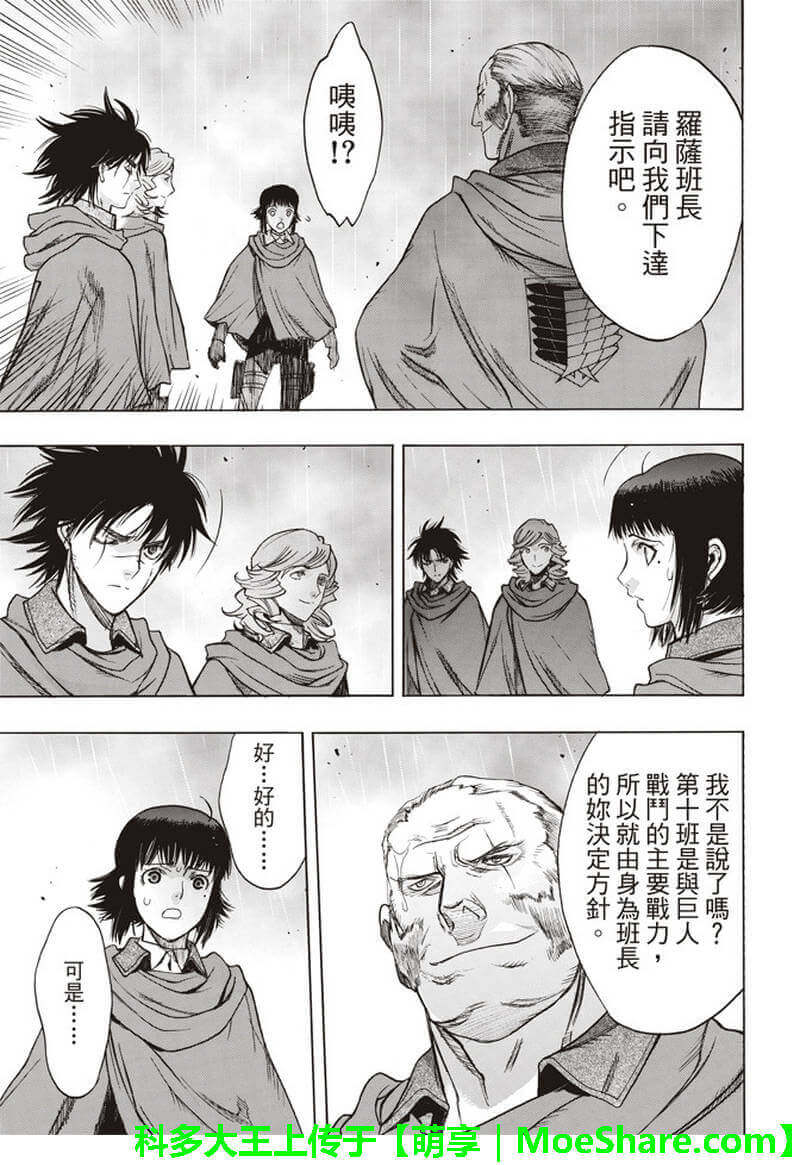 羅薩班長
請向我們下達
指示吧。
咦咦
!?
我不是說了嗎?
第十班是與巨人
戰鬥的主要戰力,
所以就由身為班長
的妳決定方針。
好…好的……
可是……
科多大王上传于【萌享 | MoeShare.com】